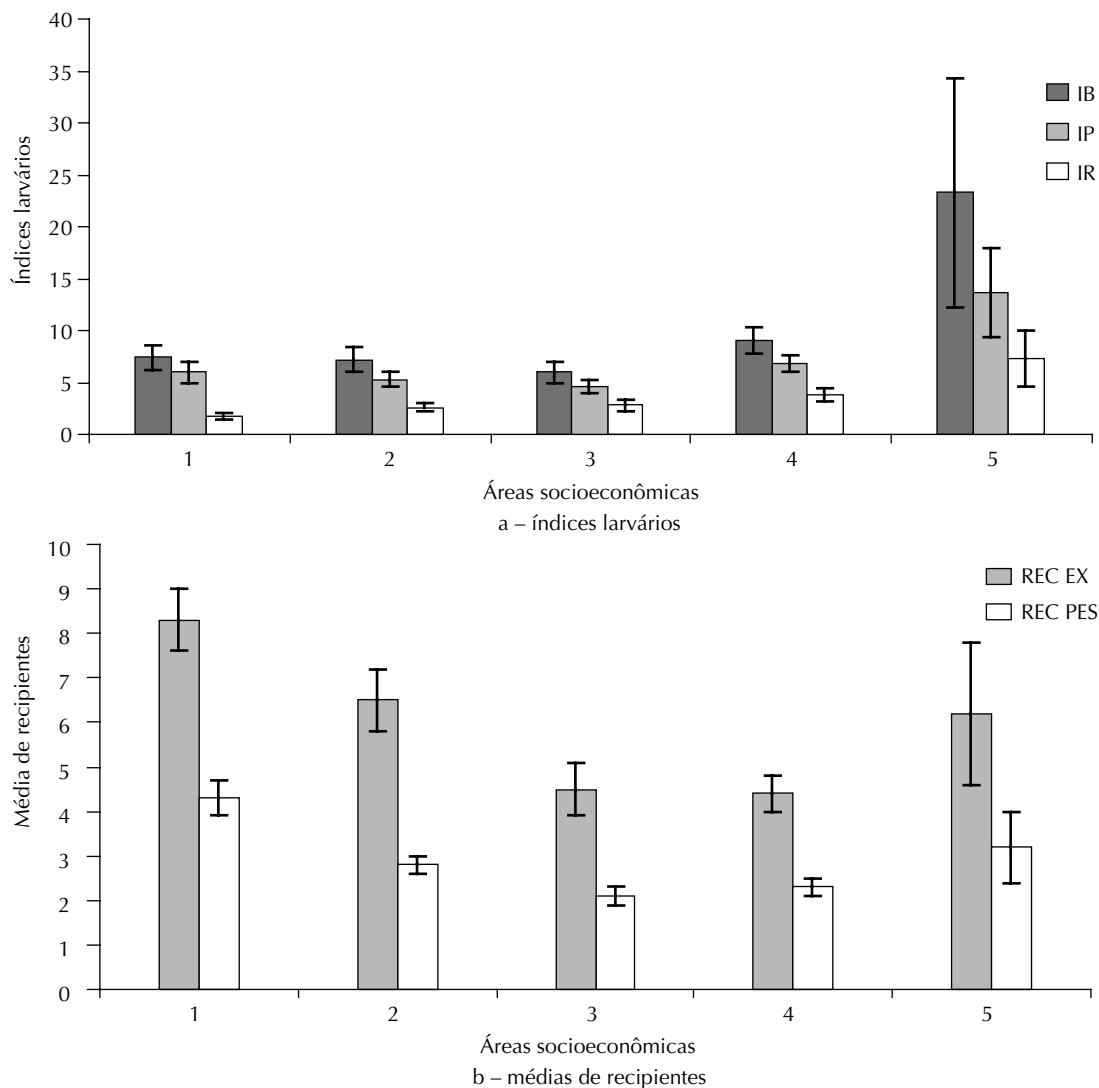 40
35
30
25
20
15
10
5
0
Índices larvários
IB
IP
IR
1 2 3 4 5
Áreas socioeconômicas
a – índices larvários
10
9
8
7
6
5
4
3
2
1
0
Média de recipientes
REC EX
REC PES
1 2 3 4 5
Áreas socioeconômicas
b – médias de recipientes